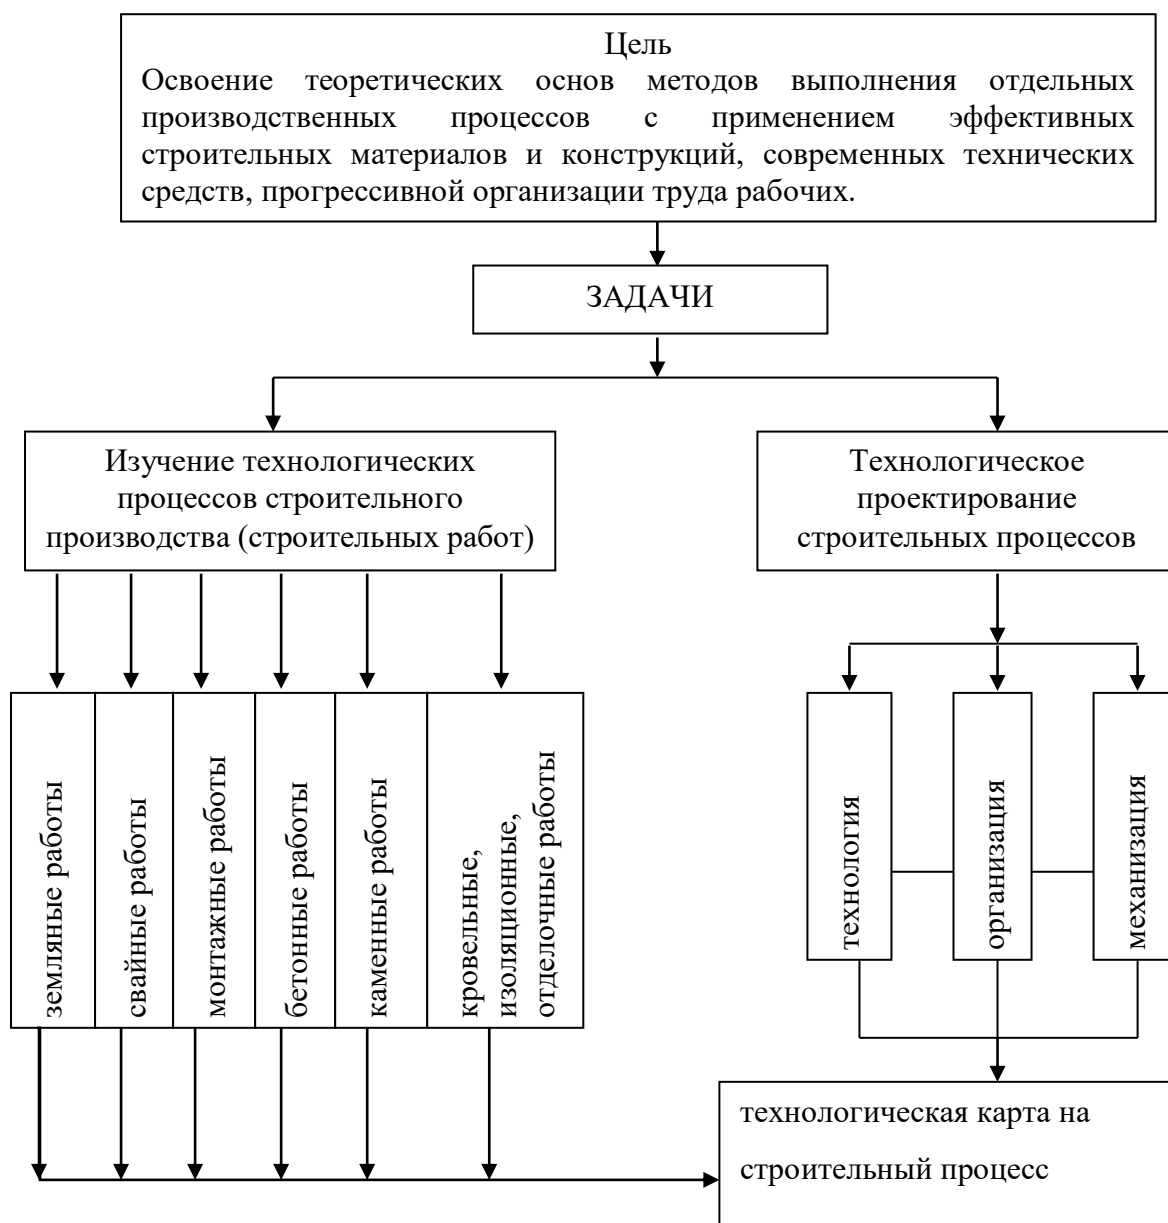 Цель
Освоение теоретических основ методов выполнения отдельных
производственных процессов с применением эффективных
строительных материалов и конструкций, современных технических
средств, прогрессивной организации труда рабочих.
ЗАДАЧИ
Изучение технологических
процессов строительного
производства (строительных работ)
Технологическое
проектирование
строительных процессов
земляные работы
свайные работы
монтажные работы
бетонные работы
каменные работы
кровельные,
изоляционные,
отделочные работы
технология
организация
механизация
технологическая карта на
строительный процесс